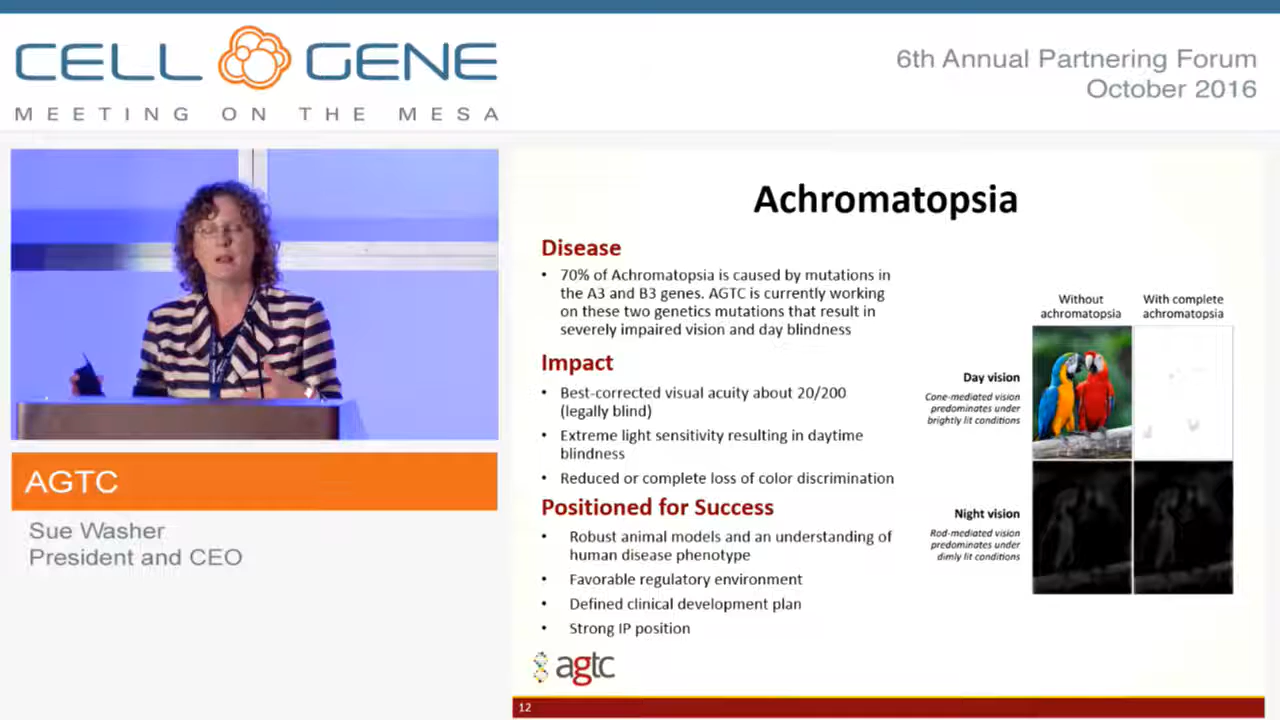 CELL GENE
MEETING ON THE MESA
6th Annual Partnering Forum
October 2016
AGTC
Sue Washer
President and CEO
Achromatopsia
Disease
• 70% of Achromatopsia is caused by mutations in
the A3 and B3 genes. AGTC is currently working
on these two genetics mutations that result in
severely impaired vision and day blindness
Impact
• Best-corrected visual acuity about 20/200
(legally blind)
• Extreme light sensitivity resulting in daytime
blindness
• Reduced or complete loss of color discrimination
Positioned for Success
• Robust animal models and an understanding of
human disease phenotype
• Favorable regulatory environment
• Defined clinical development plan
• Strong IP position
Without
achromatopsia
With complete
achromatopsia
Day vision
Cone-mediated vision
predominates under
brightly lit conditions
Night vision
Rod-mediated vision
predominates under
dimly lit conditions
agtc
12